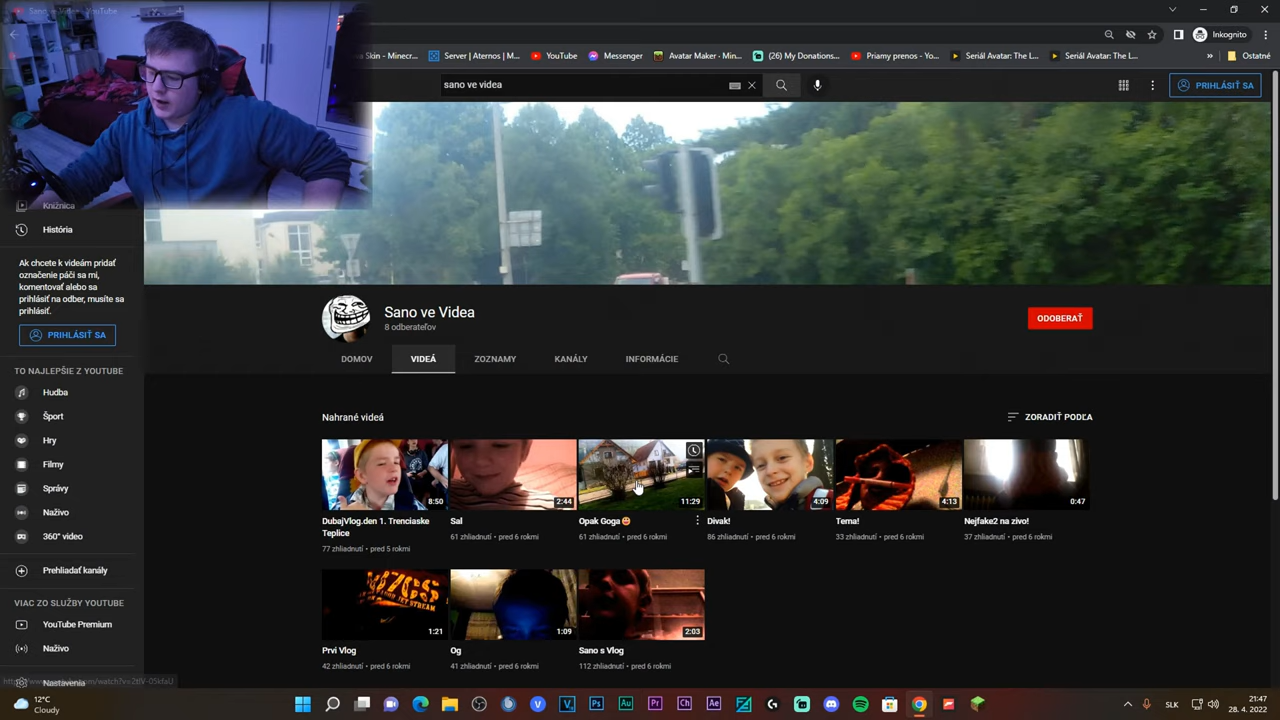 Sano ve Videá - YouTube
Skin - Minecr...
Server | Aternos | M...
YouTube
Messenger
Avatar Maker - Min...
(26) My Donations...
Priamy prenos - Yo...
Seriál Avatar: The L...
Seriál Avatar: The L...
»
Ostatné
Inkognito
sano ve videa
PRIHLÁSIŤ SA
Knižnica
História
Ak chcete k videám pridať
označenie páči sa mi,
komentovať alebo sa
prihlásiť na odber, musíte sa
prihlásiť.
PRIHLÁSIŤ SA
TO NAJLEPŠIE Z YOUTUBE
Hudba
Šport
Hry
Filmy
Správy
Naživo
360° video
Prehliadať kanály
VIAC ZO SLUŽBY YOUTUBE
YouTube Premium
Naživo
Nastavenia
Sano ve Videa
8 odberateľov
ODOBERAŤ
DOMOV
VIDEÁ
ZOZNAMY
KANÁLY
INFORMÁCIE
Nahrané videá
ZORADIŤ PODĽA
8:50
DubajVlog.den 1. Trenciaske
Teplice
77 zhliadnutí • pred 5 rokmi
2:44
Sal
61 zhliadnutí • pred 6 rokmi
11:29
Opak Goga😃
61 zhliadnutí • pred 6 rokmi
4:09
Divak!
86 zhliadnutí • pred 6 rokmi
4:13
Tema!
33 zhliadnutí • pred 6 rokmi
0:47
Nejfake2 na zivo!
37 zhliadnutí • pred 6 rokmi
1:21
Prvi Vlog
42 zhliadnutí • pred 6 rokmi
1:09
Og
41 zhliadnutí • pred 6 rokmi
2:03
Sano s Vlog
112 zhliadnutí • pred 6 rokmi
12°C
Cloudy
SLK
21:47
28. 4. 2022